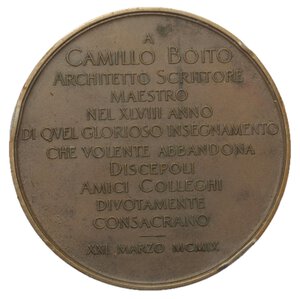 A
CAMILLO BOITO
ARCHITETTO SCRITTORE
MAESTRO
NEL XLVIII ANNO
DI QVEL GLORIOSO INSEGNAMENTO
CHE VOLENTE ABBANDONA
DISCEPOLI
AMICI COLLEGHI
DIVOTAMENTE
CONSACRANO
XXI MARZO MCMIX